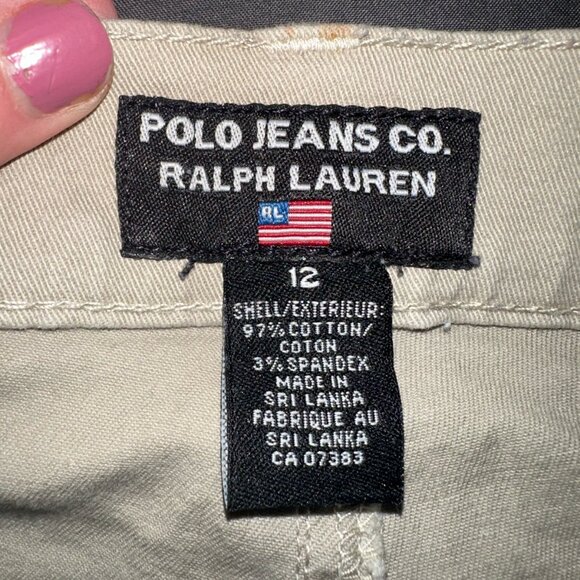 POLO JEANS CO.
RALPH LAUREN
RL
12
SHELL/EXTERIEUR:
97% COTTON/
COTON
3% SPANDEX
MADE IN
SRI LANKA
FABRIQUE AU
SRI LANKA
CA 07383